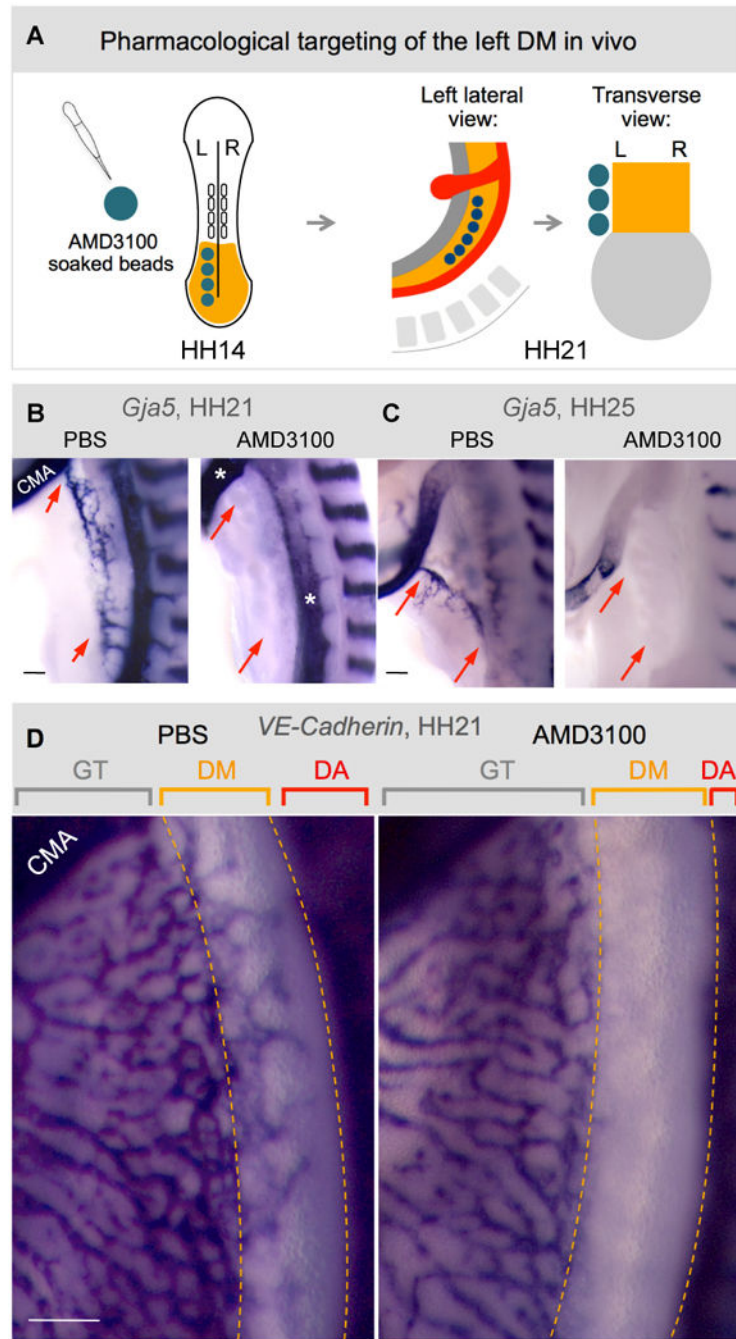 A Pharmacological targeting of the left DM in vivo
AMD3100
soaked beads
L R
HH14
Left lateral
view:
Transverse
view:
L R
HH21
B Gja5, HH21
PBS AMD3100
CMA
*
*
C Gja5, HH25
PBS AMD3100
D VE-Cadherin, HH21
PBS AMD3100
GT DM DA
GT DM DA
CMA